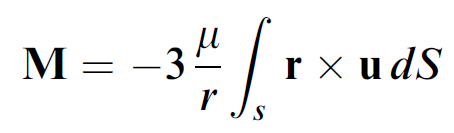 M = −3 μ/r ∫_s r × u dS